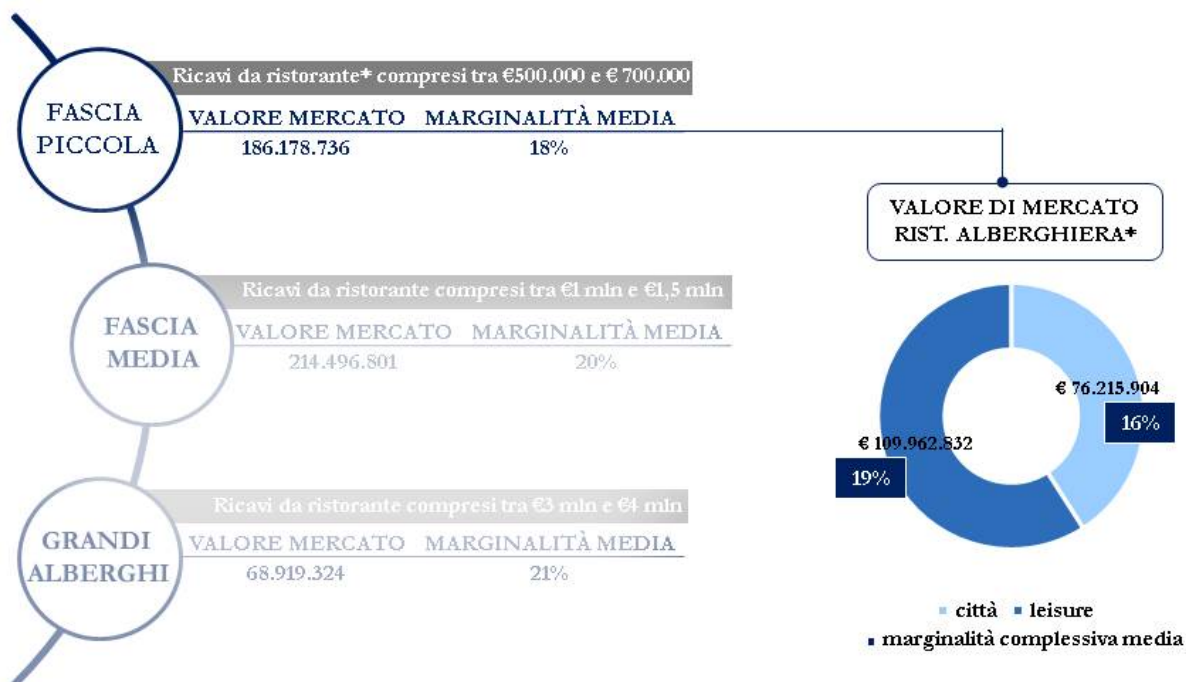 Ricavi da ristorante* compresi tra €500.000 e € 700.000
FASCIA
PICCOLA
VALORE MERCATO MARGINALITÀ MEDIA
186.178.736 18%
VALORE DI MERCATO
RIST. ALBERGHIERA*
Ricavi da ristorante compresi tra €1 mln e €1,5 mln
FASCIA
MEDIA
VALORE MERCATO MARGINALITÀ MEDIA
214.496.801 20%
€ 76.215.904
16%
€ 109.962.832
19%
Ricavi da ristorante compresi tra €3 mln e €4 mln
GRANDI
ALBERGHI
VALORE MERCATO MARGINALITÀ MEDIA
68.919.324 21%
città leisure
marginalità complessiva media